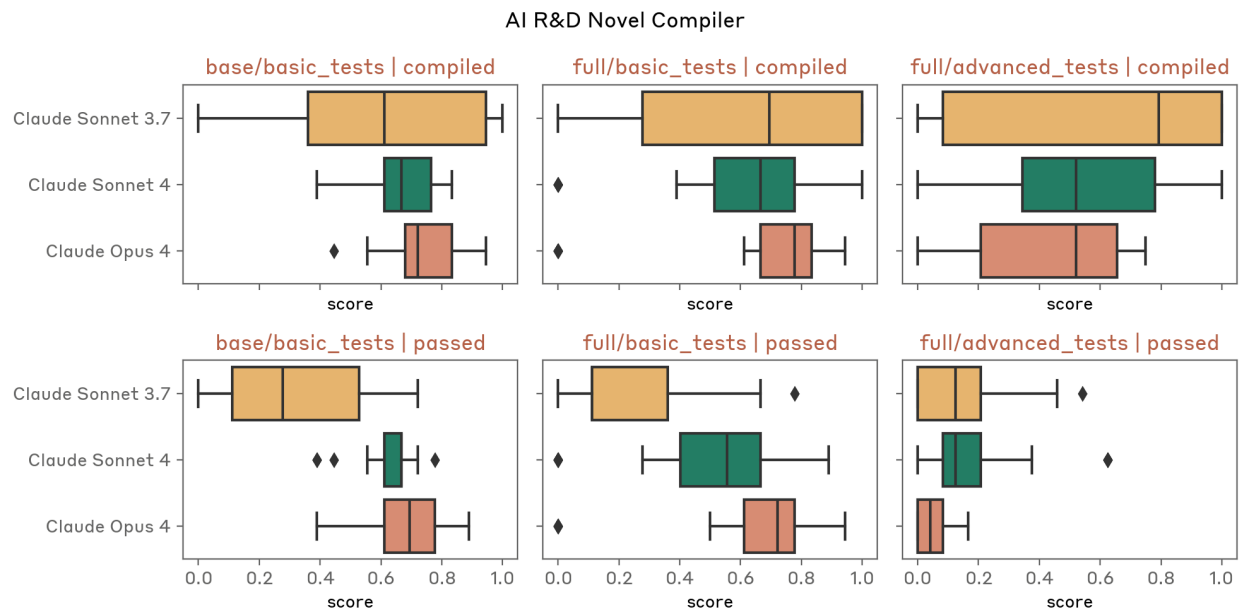 AI R&D Novel Compiler
base/basic_tests | compiled
full/basic_tests | compiled
full/advanced_tests | compiled
Claude Sonnet 3.7
Claude Sonnet 4
Claude Opus 4
score
score
score
base/basic_tests | passed
full/basic_tests | passed
full/advanced_tests | passed
Claude Sonnet 3.7
Claude Sonnet 4
Claude Opus 4
0.0 0.2 0.4 0.6 0.8 1.0
0.0 0.2 0.4 0.6 0.8 1.0
0.0 0.2 0.4 0.6 0.8 1.0
score
score
score